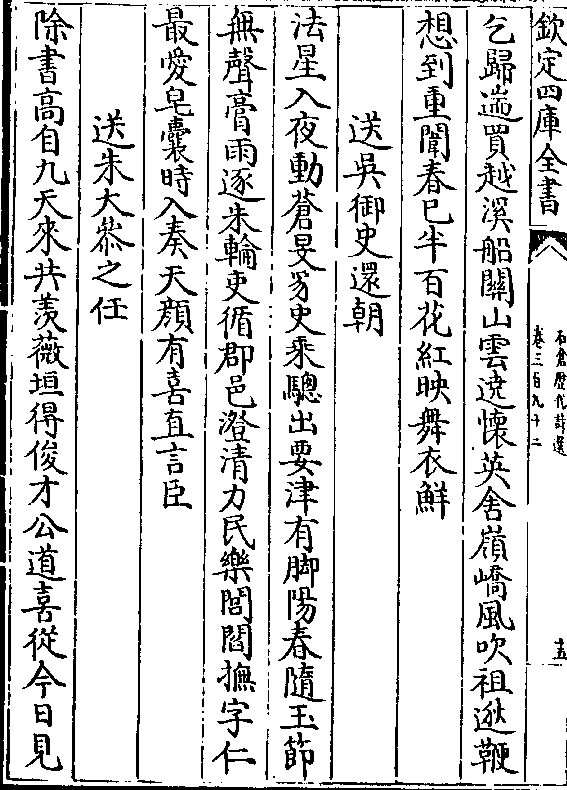 欽定四庫全書
石倉歷代詩選
卷三百九十二
十五
乞歸遄買越溪船關山雲遶懷英舍嶺嶠風吹祖逖鞭
想到重闈春已半百花紅映舞衣鮮
送吳御史還朝
法星入夜動蒼旻豸史乘驄出要津有脚陽春隨玉節
無聲膏雨逐朱輪吏循郡邑澄清力民樂閭閻撫字仁
最愛皂囊時入奏天顔有喜直言臣
送朱大叅之任
除書高自九天來共羡薇垣得俊才公道喜從今日見